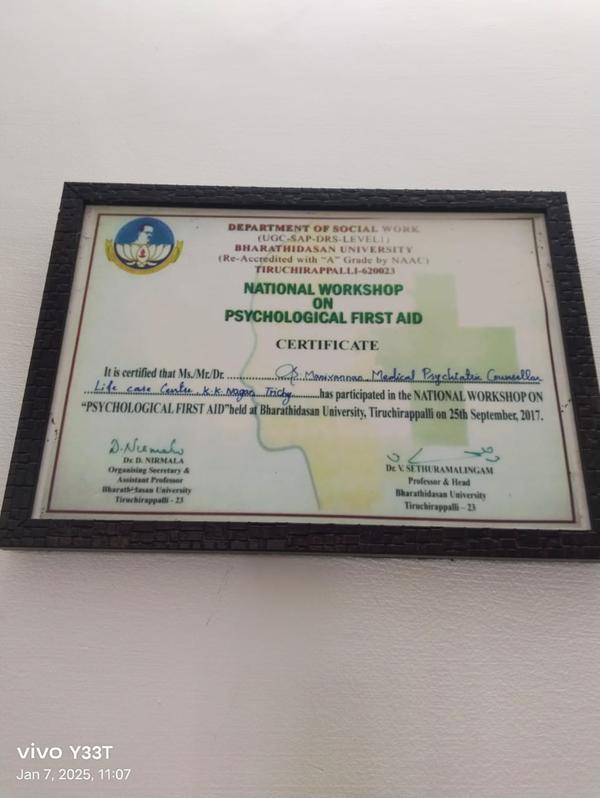 DEPARTMENT OF SOCIAL WORK
(UGC-SAP-DRS-LEVEL1)
BHARATHIDASAN UNIVERSITY
(Re-Accredited with "A" Grade by NAAC)
TIRUCHIRAPPALLI-620023
NATIONAL WORKSHOP
ON
PSYCHOLOGICAL FIRST AID
CERTIFICATE
It is certified that Ms./Mr./Dr. S. Manivannan Medical Psychiatric Counsellor
Life care Centre K.K. Nagar, Trichy has participated in the NATIONAL WORKSHOP ON
"PSYCHOLOGICAL FIRST AID"held at Bharathidasan University, Tiruchirappalli on 25th September, 2017.
D. Nirmala
Dr. D. NIRMALA
Organising Secretary &
Assistant Professor
Bharathidasan University
Tiruchirappalli - 23
Dr. V. SETHURAMALINGAM
Professor & Head
Bharathidasan University
Tiruchirappalli - 23
vivo Y33T
Jan 7, 2025, 11:07